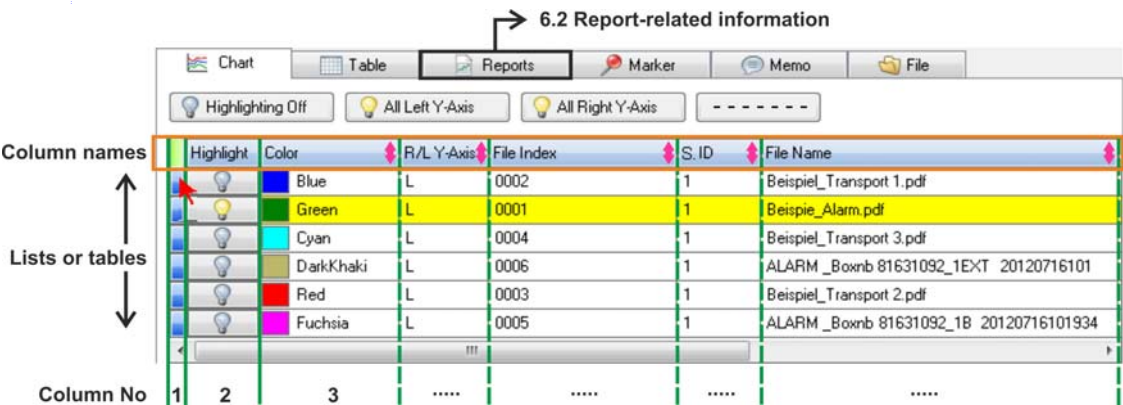 6.2 Report-related information
Chart Table Reports Marker Memo File
Highlighting Off All Left Y-Axis All Right Y-Axis - - - - - - -
Column names Highlight Color R/L Y-Axis File Index S. ID File Name
Blue L 0002 1 Beispiel_Transport 1.pdf
Green L 0001 1 Beispie_Alarm.pdf
Cyan L 0004 1 Beispiel_Transport 3.pdf
Lists or tables
DarkKhaki L 0006 1 ALARM _Boxnb 81631092_1EXT 20120716101
Red L 0003 1 Beispiel_Transport 2.pdf
Fuchsia L 0005 1 ALARM _Boxnb 81631092_1B 20120716101934
Column No 1 2 3 ..... ..... ..... .....